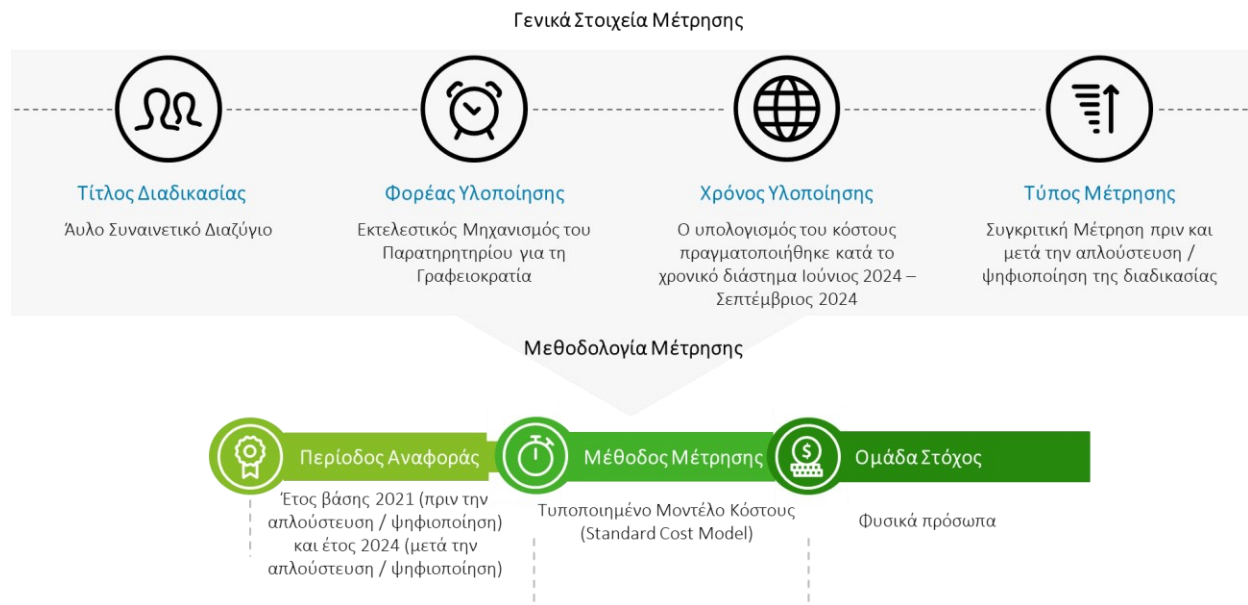 Γενικά Στοιχεία Μέτρησης
Τίτλος Διαδικασίας
Άυλο Συναινετικό Διαζύγιο
Φορέας Υλοποίησης
Εκτελεστικός Μηχανισμός του
Παρατηρητηρίου για τη
Γραφειοκρατία
Χρόνος Υλοποίησης
Ο υπολογισμός του κόστους
πραγματοποιήθηκε κατά το
χρονικό διάστημα Ιούνιος 2024 –
Σεπτέμβριος 2024
Τύπος Μέτρησης
Συγκριτική Μέτρηση πριν και
μετά την απλούστευση /
ψηφιοποίηση της διαδικασίας
Μεθοδολογία Μέτρησης
Περίοδος Αναφοράς
Έτος βάσης 2021 (πριν την
απλούστευση / ψηφιοποίηση)
και έτος 2024 (μετά την
απλούστευση / ψηφιοποίηση)
Μέθοδος Μέτρησης
Τυποποιημένο Μοντέλο Κόστους
(Standard Cost Model)
$
Ομάδα Στόχος
Φυσικά πρόσωπα